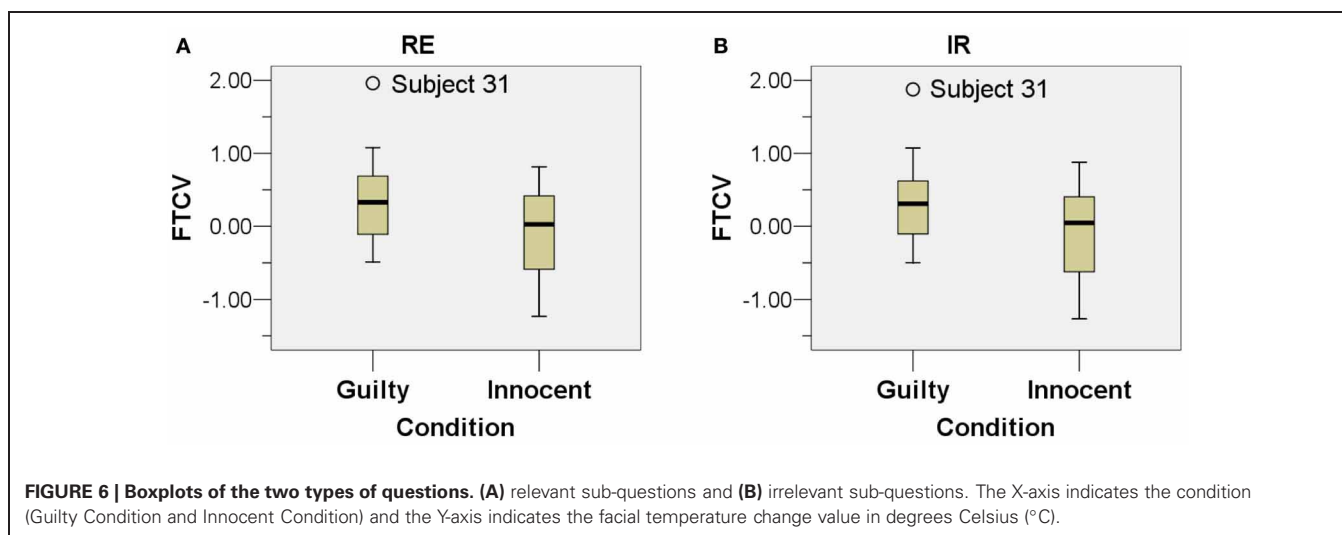 A RE
2.00
1.00
0.00
-1.00
FTCV
Subject 31
Guilty Innocent
Condition
B IR
2.00
1.00
0.00
-1.00
FTCV
Subject 31
Guilty Innocent
Condition
FIGURE 6 | Boxplots of the two types of questions. (A) relevant sub-questions and (B) irrelevant sub-questions. The X-axis indicates the condition
(Guilty Condition and Innocent Condition) and the Y-axis indicates the facial temperature change value in degrees Celsius (°C).